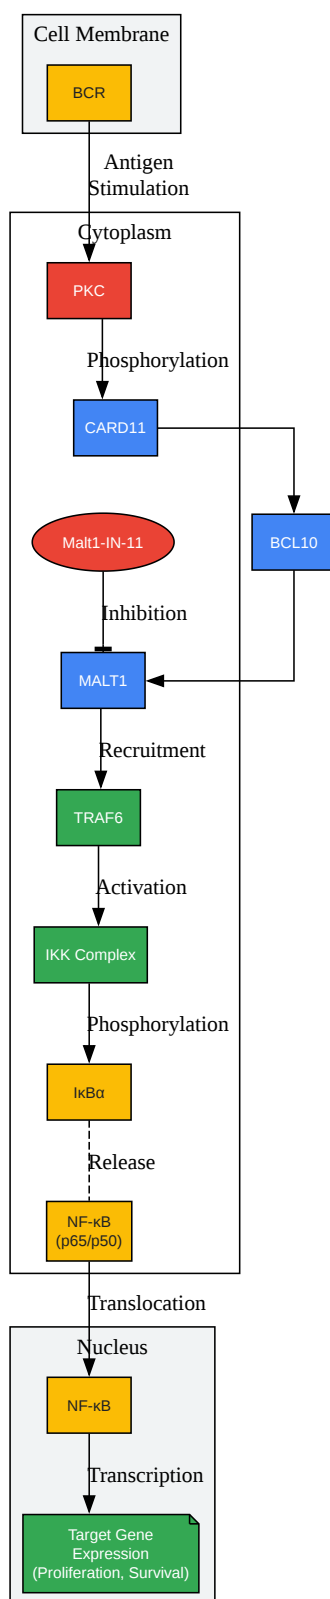 Cell Membrane
BCR
Antigen
Stimulation
Cytoplasm
PKC
Phosphorylation
CARD11
Malt1-IN-11
BCL10
Inhibition
MALT1
Recruitment
TRAF6
Activation
IKK Complex
Phosphorylation
IκBα
Release
NF-κB
(p65/p50)
Translocation
Nucleus
NF-κB
Transcription
Target Gene
Expression
(Proliferation, Survival)